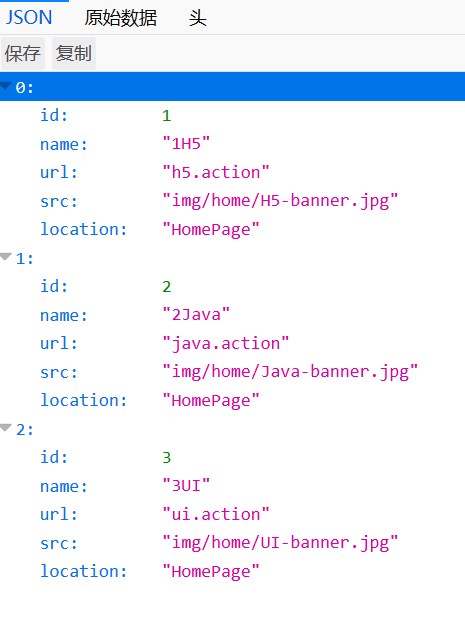 JSON 原始数据 头
保存 复制
0:
id: 1
name: "1H5"
url: "h5.action"
src: "img/home/H5-banner.jpg"
location: "HomePage"
1:
id: 2
name: "2Java"
url: "java.action"
src: "img/home/Java-banner.jpg"
location: "HomePage"
2:
id: 3
name: "3UI"
url: "ui.action"
src: "img/home/UI-banner.jpg"
location: "HomePage"